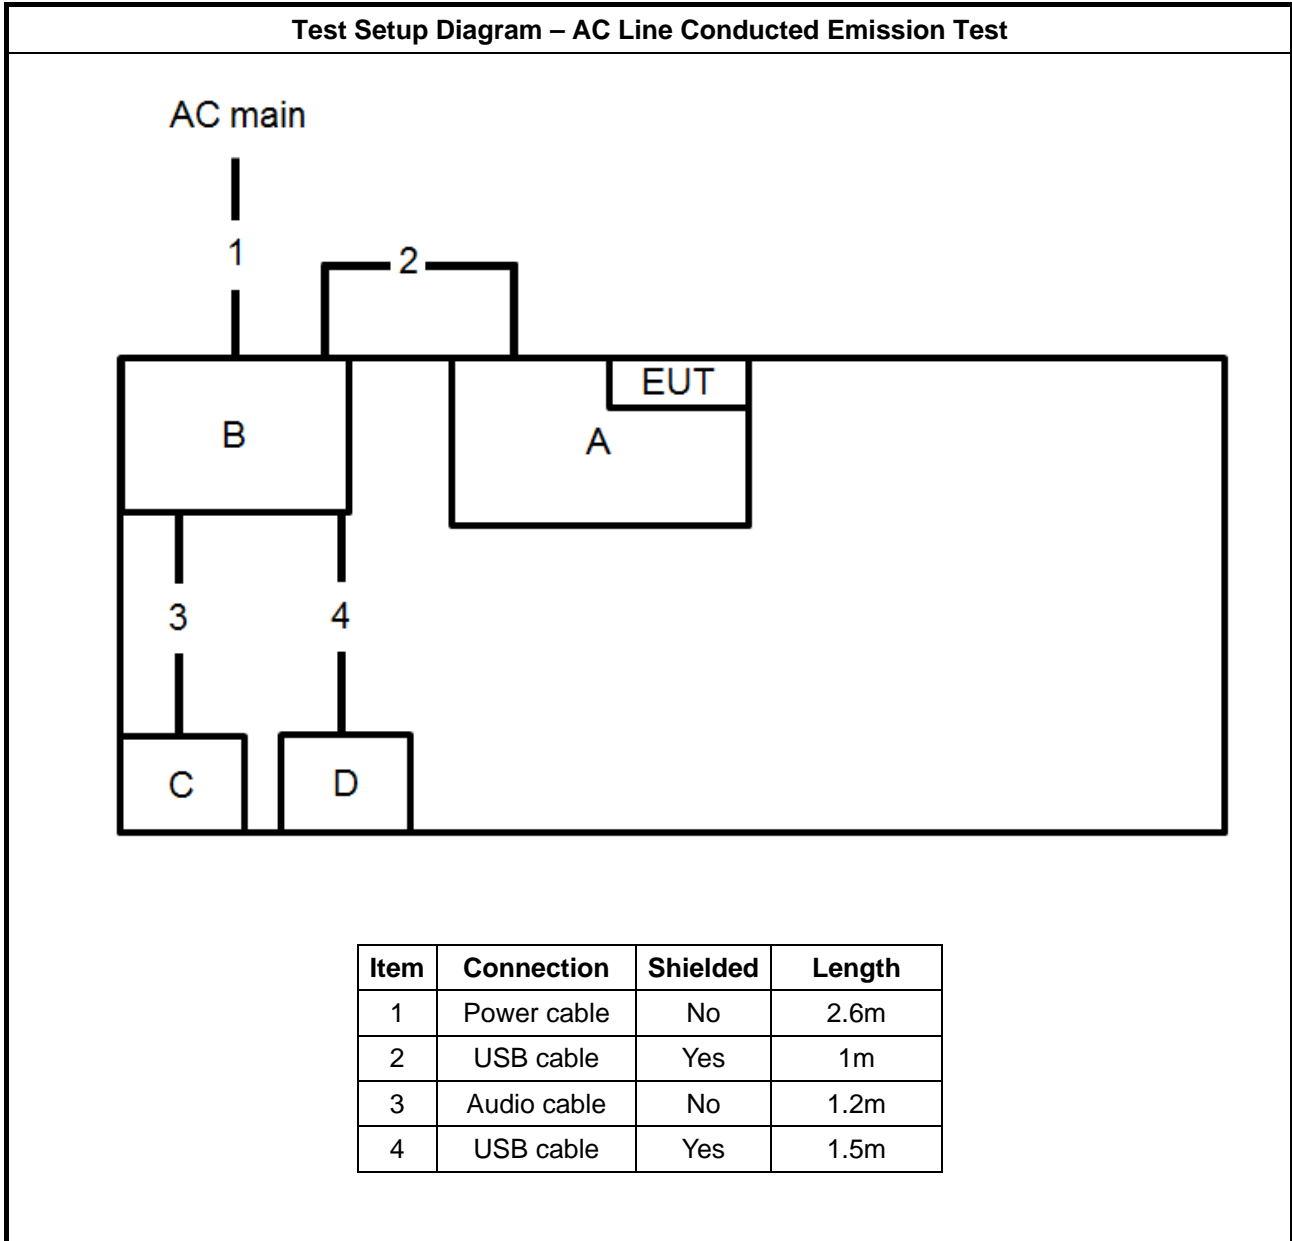 Test Setup Diagram – AC Line Conducted Emission Test
AC main
1
2
EUT
B
A
3
4
C
D
Item Connection Shielded Length
1 Power cable No 2.6m
2 USB cable Yes 1m
3 Audio cable No 1.2m
4 USB cable Yes 1.5m